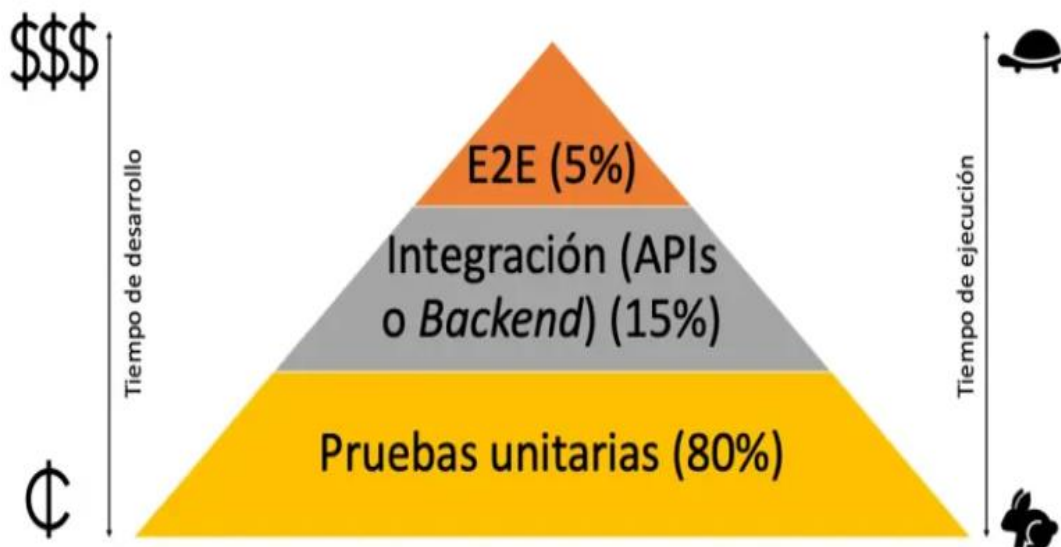 $$$
Tiempo de desarrollo
₵
E2E (5%)
Integración (APIs
o Backend) (15%)
Pruebas unitarias (80%)
Tiempo de ejecución